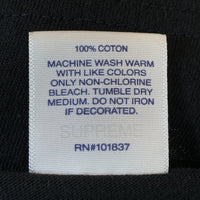 100% COTON
MACHINE WASH WARM
WITH LIKE COLORS
ONLY NON-CHLORINE
BLEACH. TUMBLE DRY
MEDIUM. DO NOT IRON
IF DECORATED.
SUPREME
RN#101837